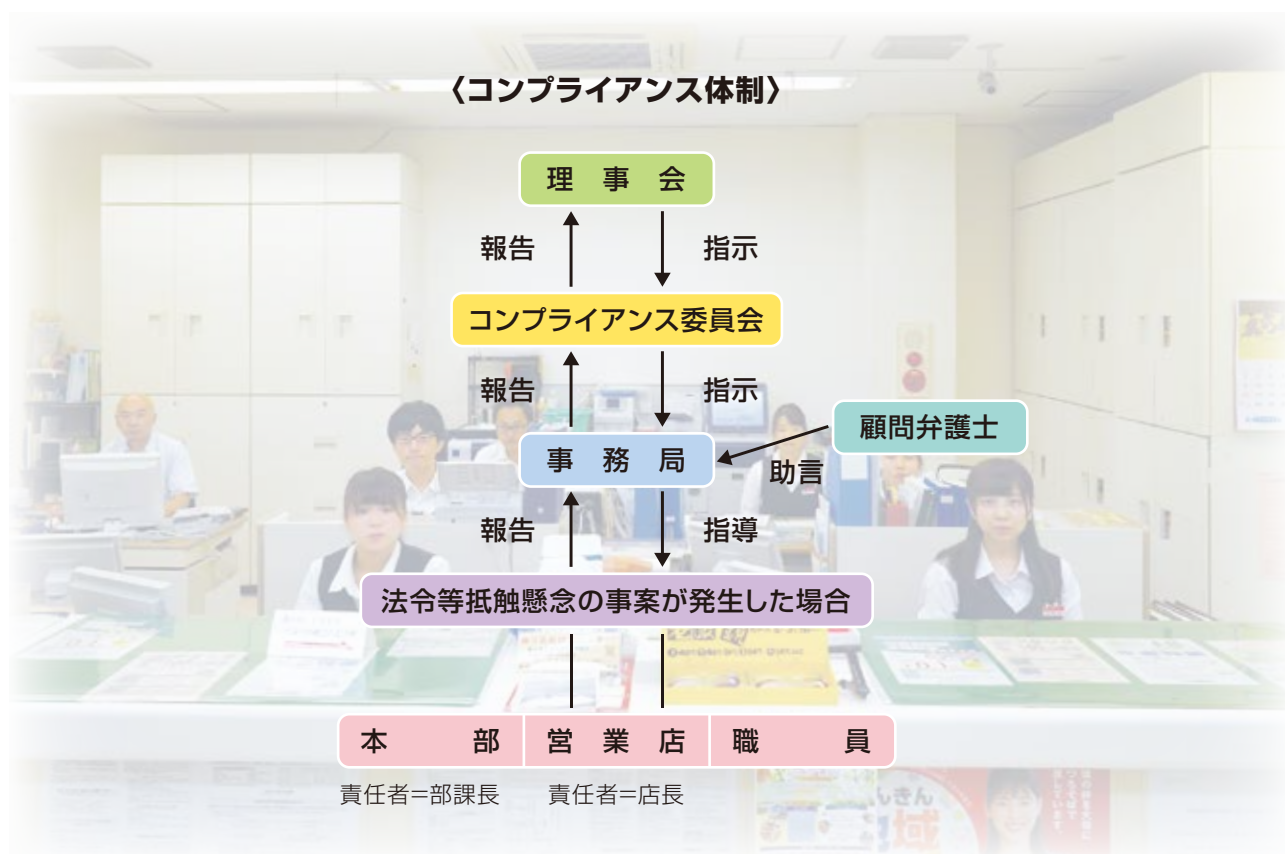 〈コンプライアンス体制〉
理事会
報告 指示
コンプライアンス委員会
報告 指示
顧問弁護士
事務局
助言
報告 指導
法令等抵触懸念の事案が発生した場合
本部 営業店 職員
責任者=部課長 責任者=店長